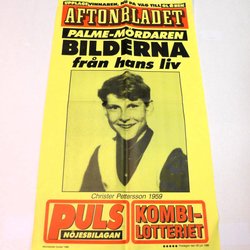 AFTONBLADET
PALME-MÖRDAREN
BILDERNA
från hans liv
Christer Pettersson 1959
PULS
NÖJESBILAGAN
KOMBI-
LOTTERIET